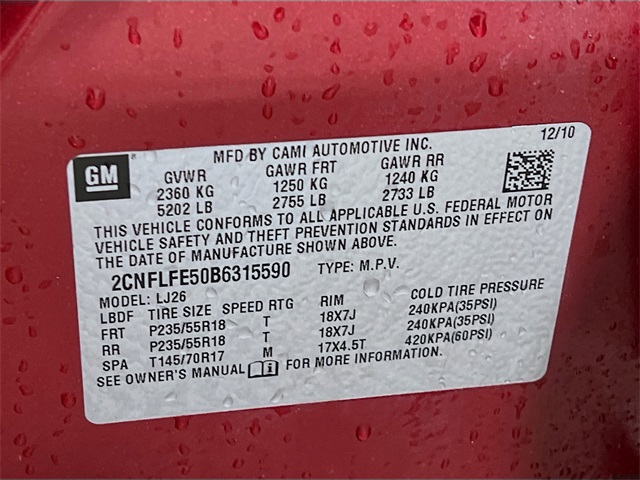 MFD BY CAMI AUTOMOTIVE INC. 12/10
GM
GVWR GAWR FRT GAWR RR
2360 KG 1250 KG 1240 KG
5202 LB 2755 LB 2733 LB
THIS VEHICLE CONFORMS TO ALL APPLICABLE U.S. FEDERAL MOTOR
VEHICLE SAFETY AND THEFT PREVENTION STANDARDS IN EFFECT ON
THE DATE OF MANUFACTURE SHOWN ABOVE.
2CNFLFE50B6315590 TYPE: M.P.V.
MODEL: LJ26
LBDF TIRE SIZE SPEED RTG RIM COLD TIRE PRESSURE
FRT P235/55R18 T 18X7J 240KPA(35PSI)
RR P235/55R18 T 18X7J 240KPA(35PSI)
SPA T145/70R17 M 17X4.5T 420KPA(60PSI)
SEE OWNER'S MANUAL FOR MORE INFORMATION.